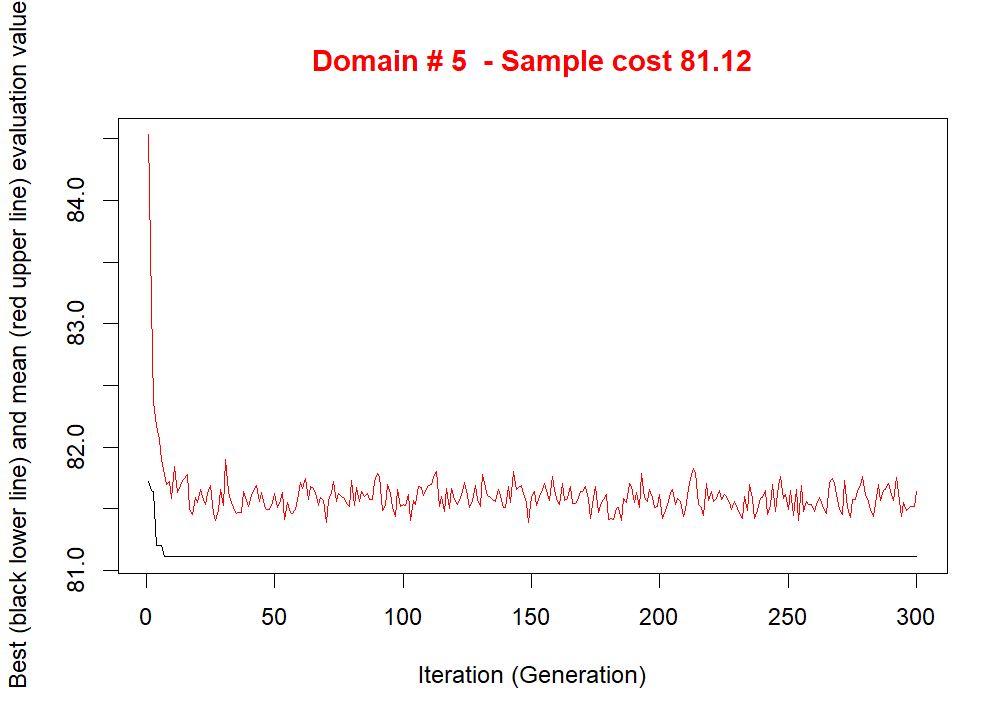 Domain # 5  - Sample cost 81.12
Best (black lower line) and mean (red upper line) evaluation value
84.0
83.0
82.0
81.0
0 50 100 150 200 250 300
Iteration (Generation)